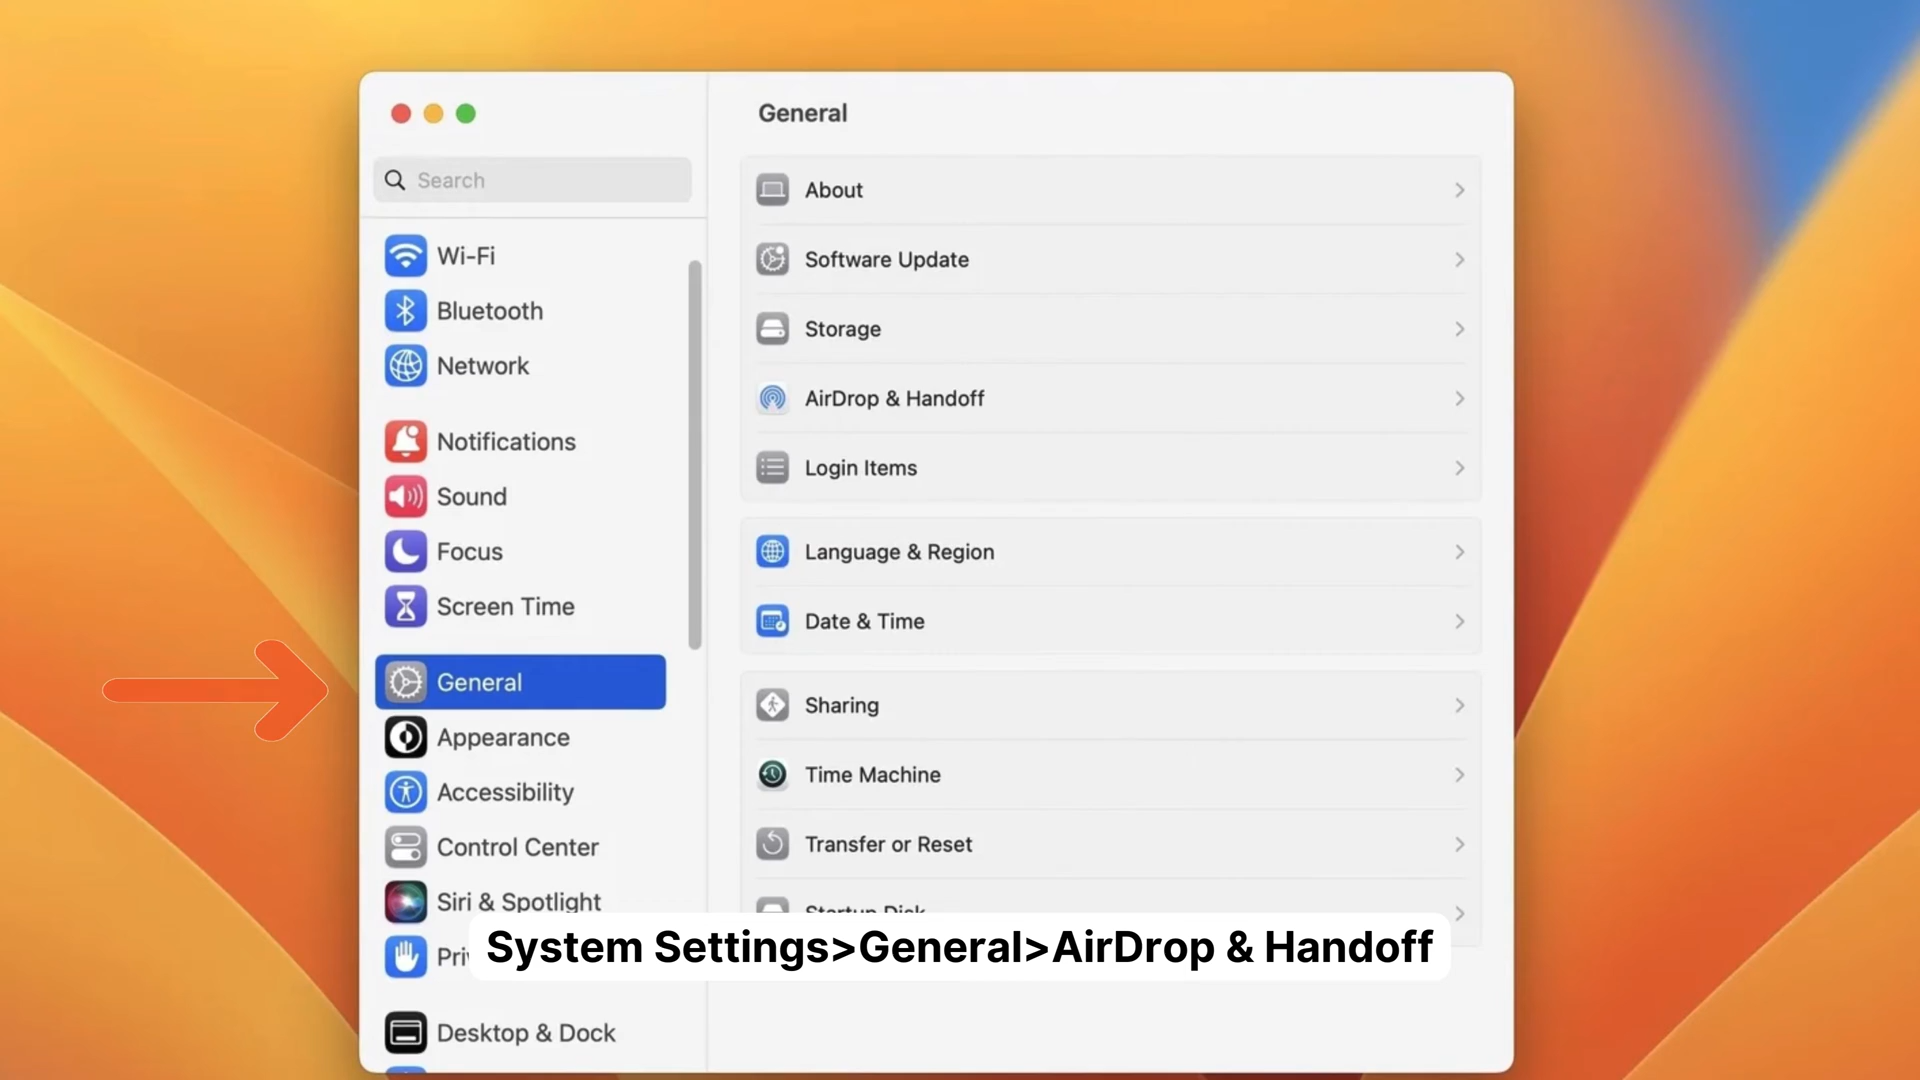 General
Search
Wi-Fi
Bluetooth
Network
Notifications
Sound
Focus
Screen Time
General
Appearance
Accessibility
Control Center
Siri & Spotlight
Desktop & Dock
About
Software Update
Storage
AirDrop & Handoff
Login Items
Language & Region
Date & Time
Sharing
Time Machine
Transfer or Reset
Startup Disk
System Settings>General>AirDrop & Handoff